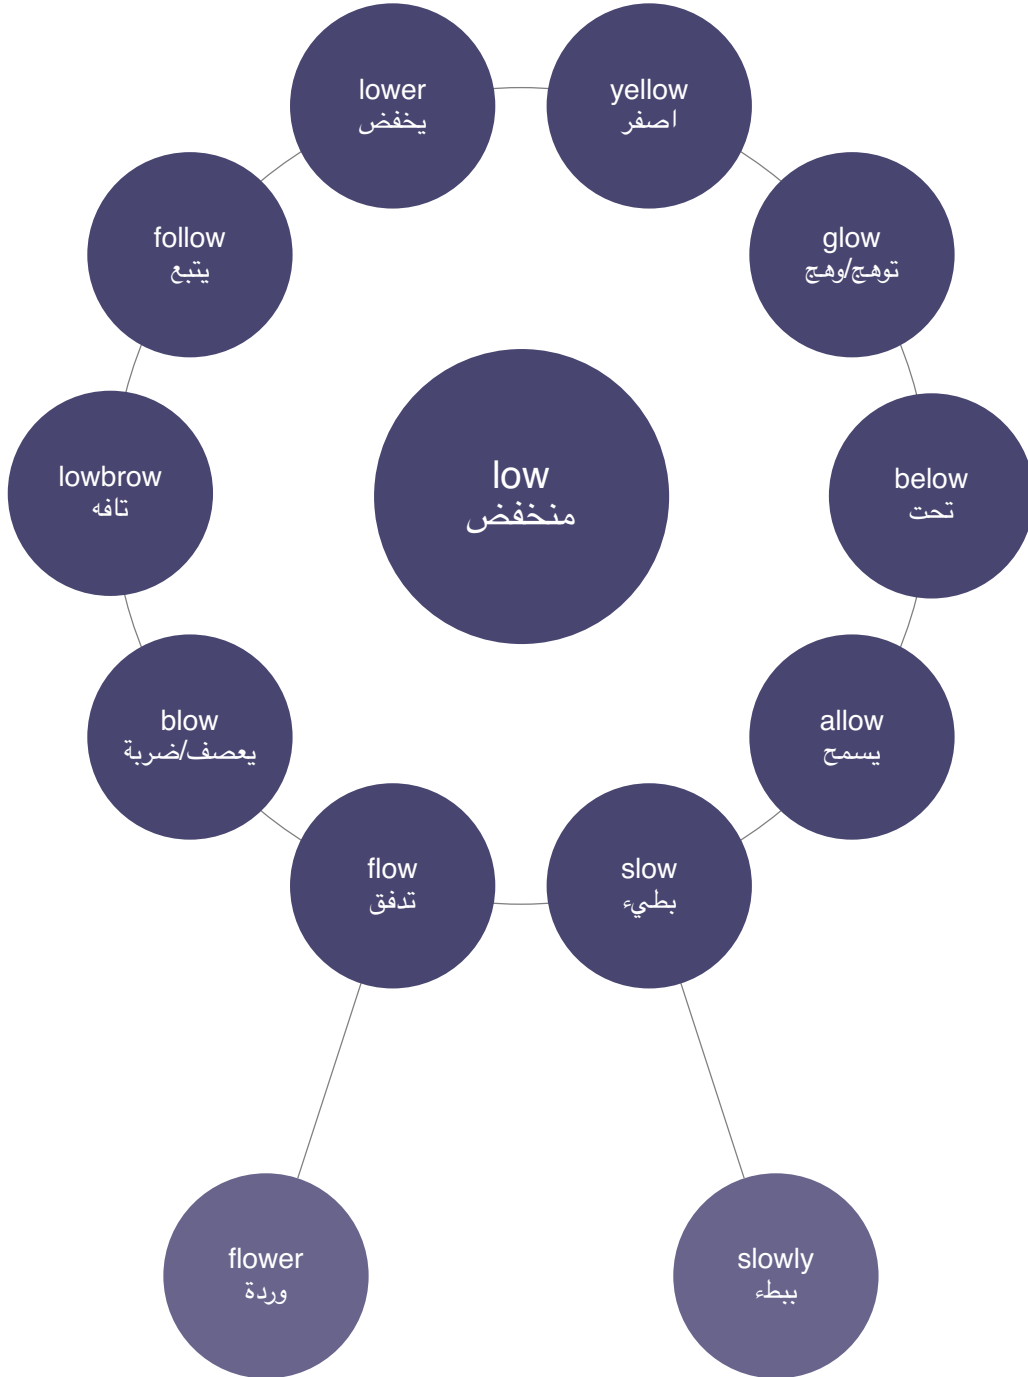 lower
يخفض
yellow
اصفر
follow
يتبع
glow
توهج/وهج
lowbrow
تافه
low
منخفض
below
تحت
blow
يعصف/ضربة
allow
يسمح
flow
تدفق
slow
بطيء
flower
وردة
slowly
ببطء